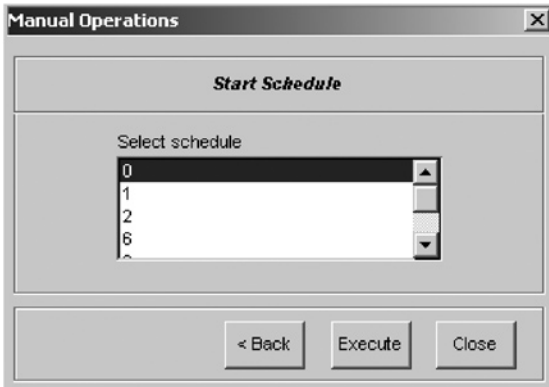 Manual Operations
Start Schedule
Select schedule
0
1
2
6
< Back Execute Close